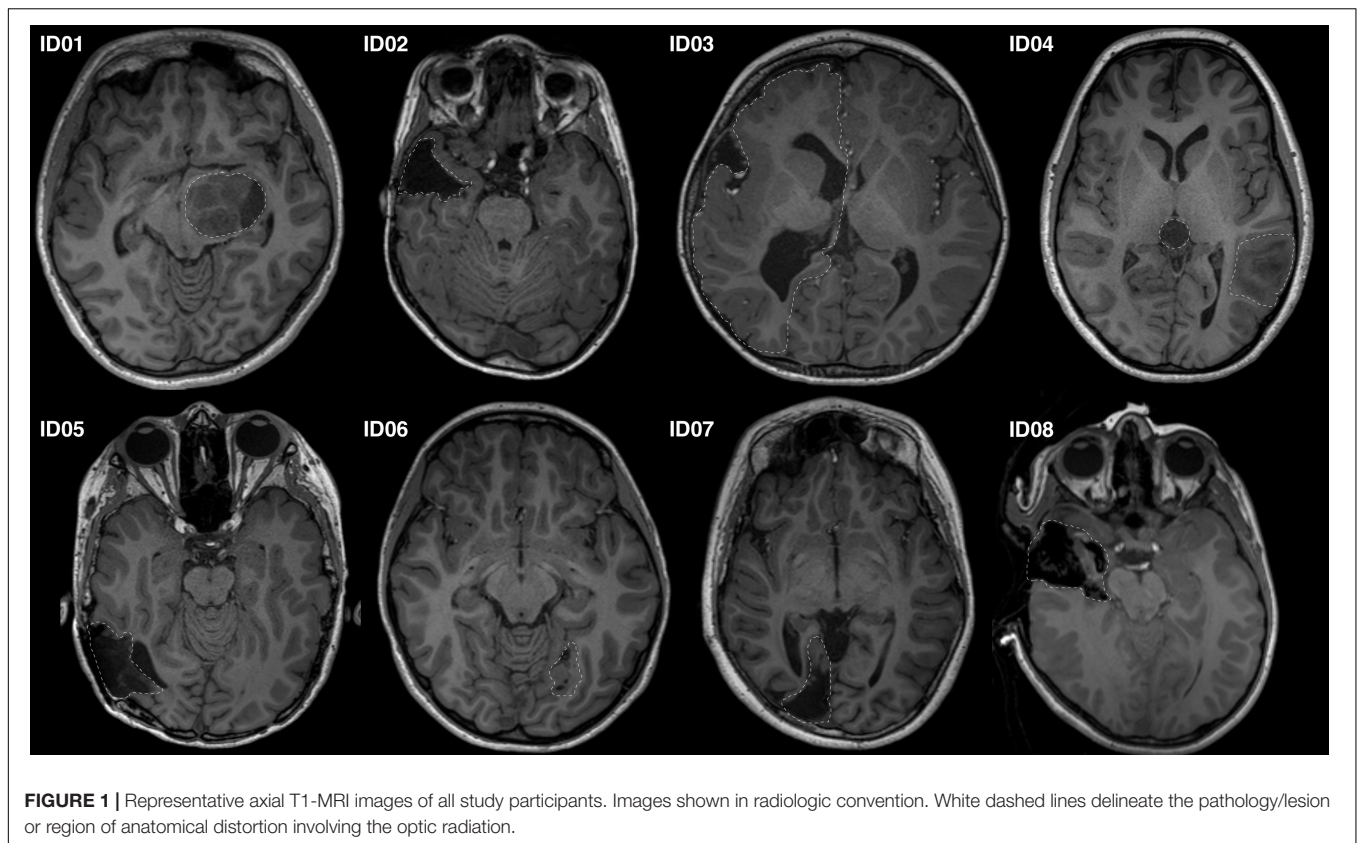 ID01 ID02 ID03 ID04
ID05 ID06 ID07 ID08
FIGURE 1 | Representative axial T1-MRI images of all study participants. Images shown in radiologic convention. White dashed lines delineate the pathology/lesion
or region of anatomical distortion involving the optic radiation.